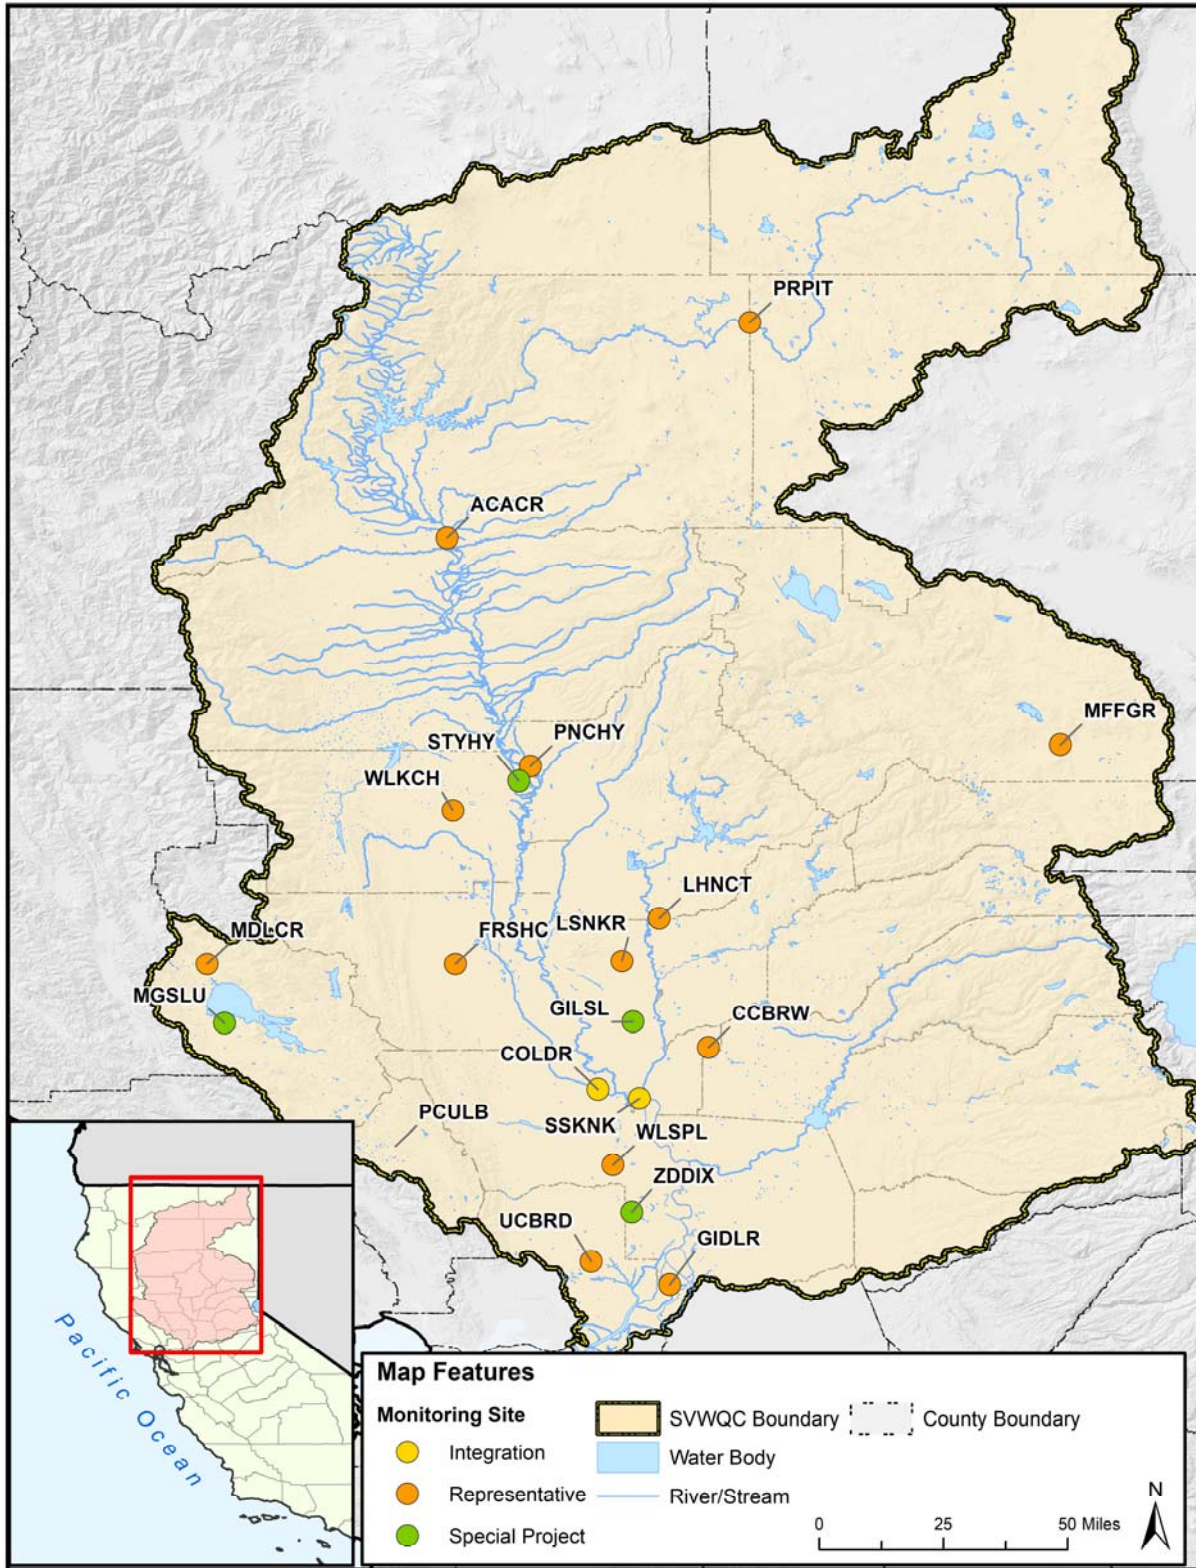 PRPIT
ACACR
MFFGR
PNCHY
STYHY
WLKCH
LHNCT
LSNKR
FRSHC
MDLCR
MGSLU
GILSL
CCBRW
COLDR
PCULB
SSKNK
WLSPL
ZDDIX
UCBRD
GIDLR
Pacific Ocean
Map Features
Monitoring Site
Integration
Representative
Special Project
SVWQC Boundary
Water Body
River/Stream
County Boundary
N
0 25 50 Miles